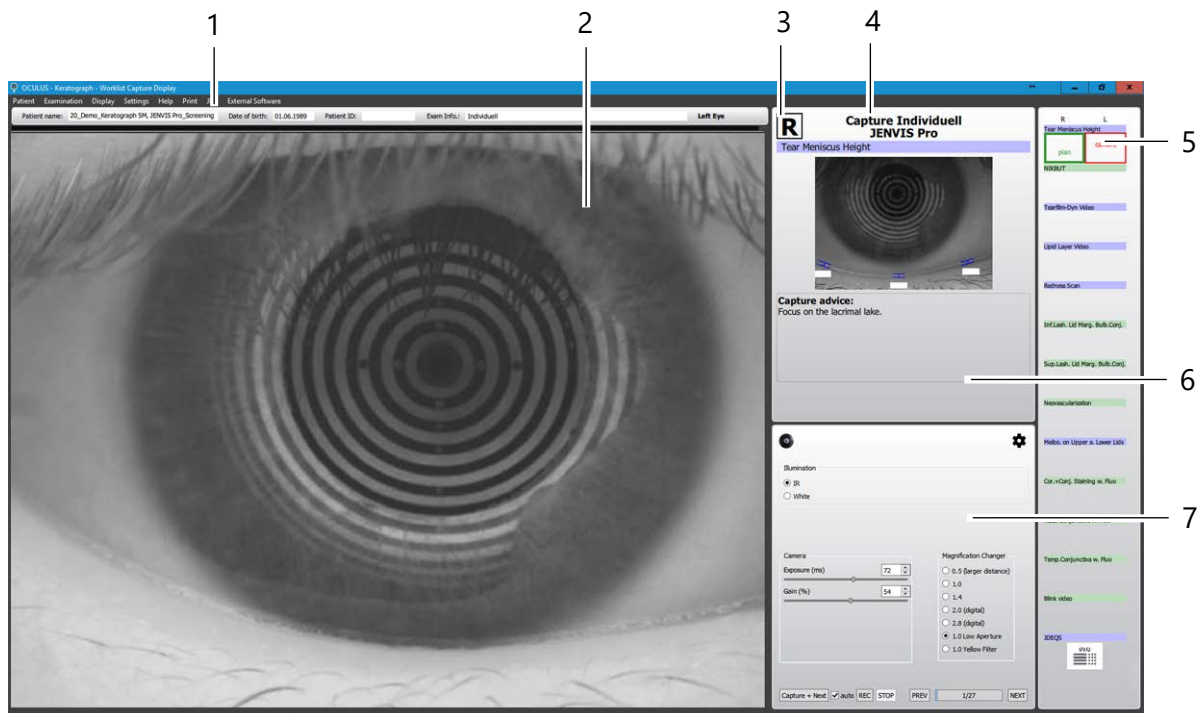 1 2 3 4
OCULUS - Keratograph - Worklist Capture Display
Patient Examination Display Settings Help Print External Software
Patient name: 20_Demo_Keratograph 5M, JENVIS Pro_Screening Date of birth: 01.06.1989 Patient ID: Exam Info.: Individuell Left Eye
R
Capture Individuell
JENVIS Pro
Tear Meniscus Height
Capture advice:
Focus on the lacrimal lake.
Illumination
IR
White
Camera
Exposure (ms) 72
Gain (%) 54
Magnification Changer
0.5 (larger distance)
1.0
1.4
2.0 (digital)
2.8 (digital)
1.0 Low Aperture
1.0 Yellow Filter
Capture + Next auto REC STOP PREV 1/27 NEXT
R L
Tear Meniscus Height
plan
NIKBUT
Tearfilm-Dyn Video
Lipid Layer Video
Redness Scan
Inf.Lash. Lid Marg. Bulb.Conj.
Sup.Lash. Lid Marg. Bulb.Conj.
Neovascularization
Meibo. on Upper a. Lower Lids
Cor.+Conj. Staining w. Fluo
Temp.Conjunctiva w. Fluo
Blink video
IDEQS
5
6
7